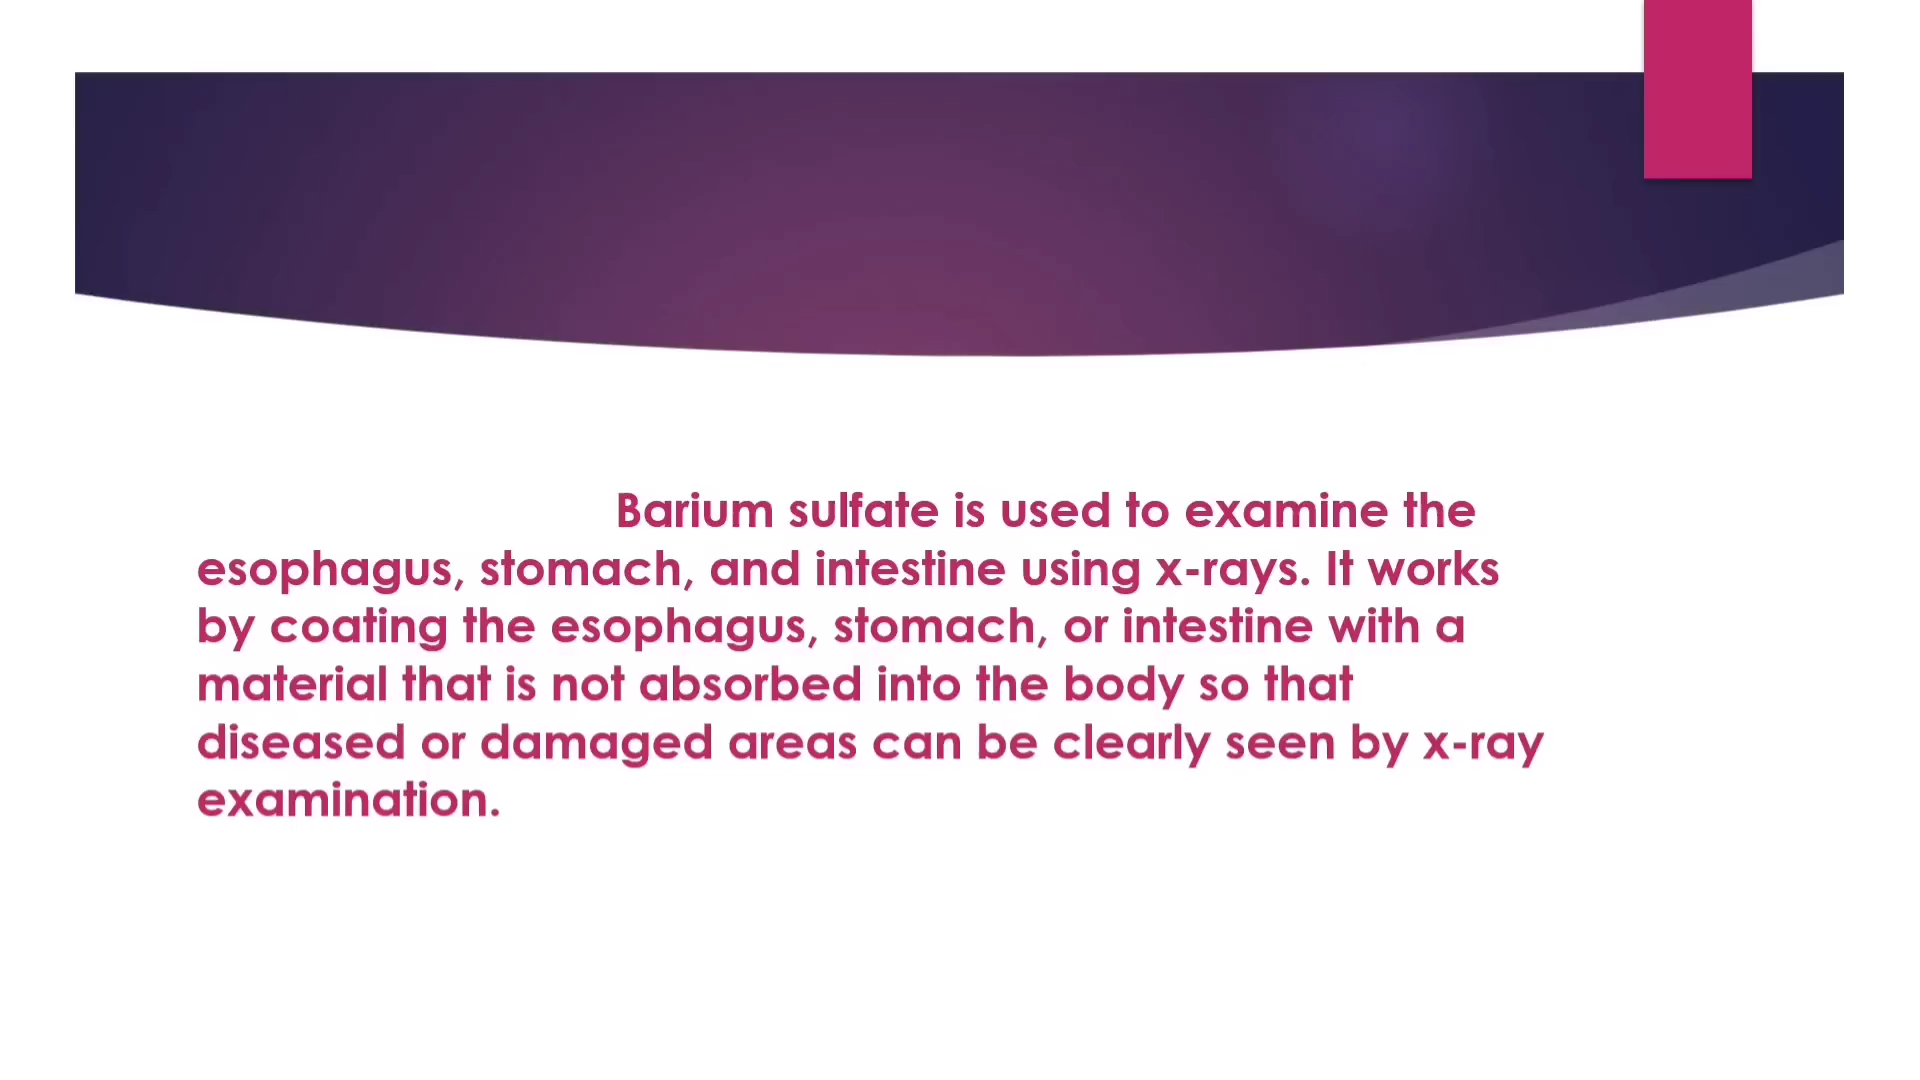 Barium sulfate is used to examine the
esophagus, stomach, and intestine using x-rays. It works
by coating the esophagus, stomach, or intestine with a
material that is not absorbed into the body so that
diseased or damaged areas can be clearly seen by x-ray
examination.